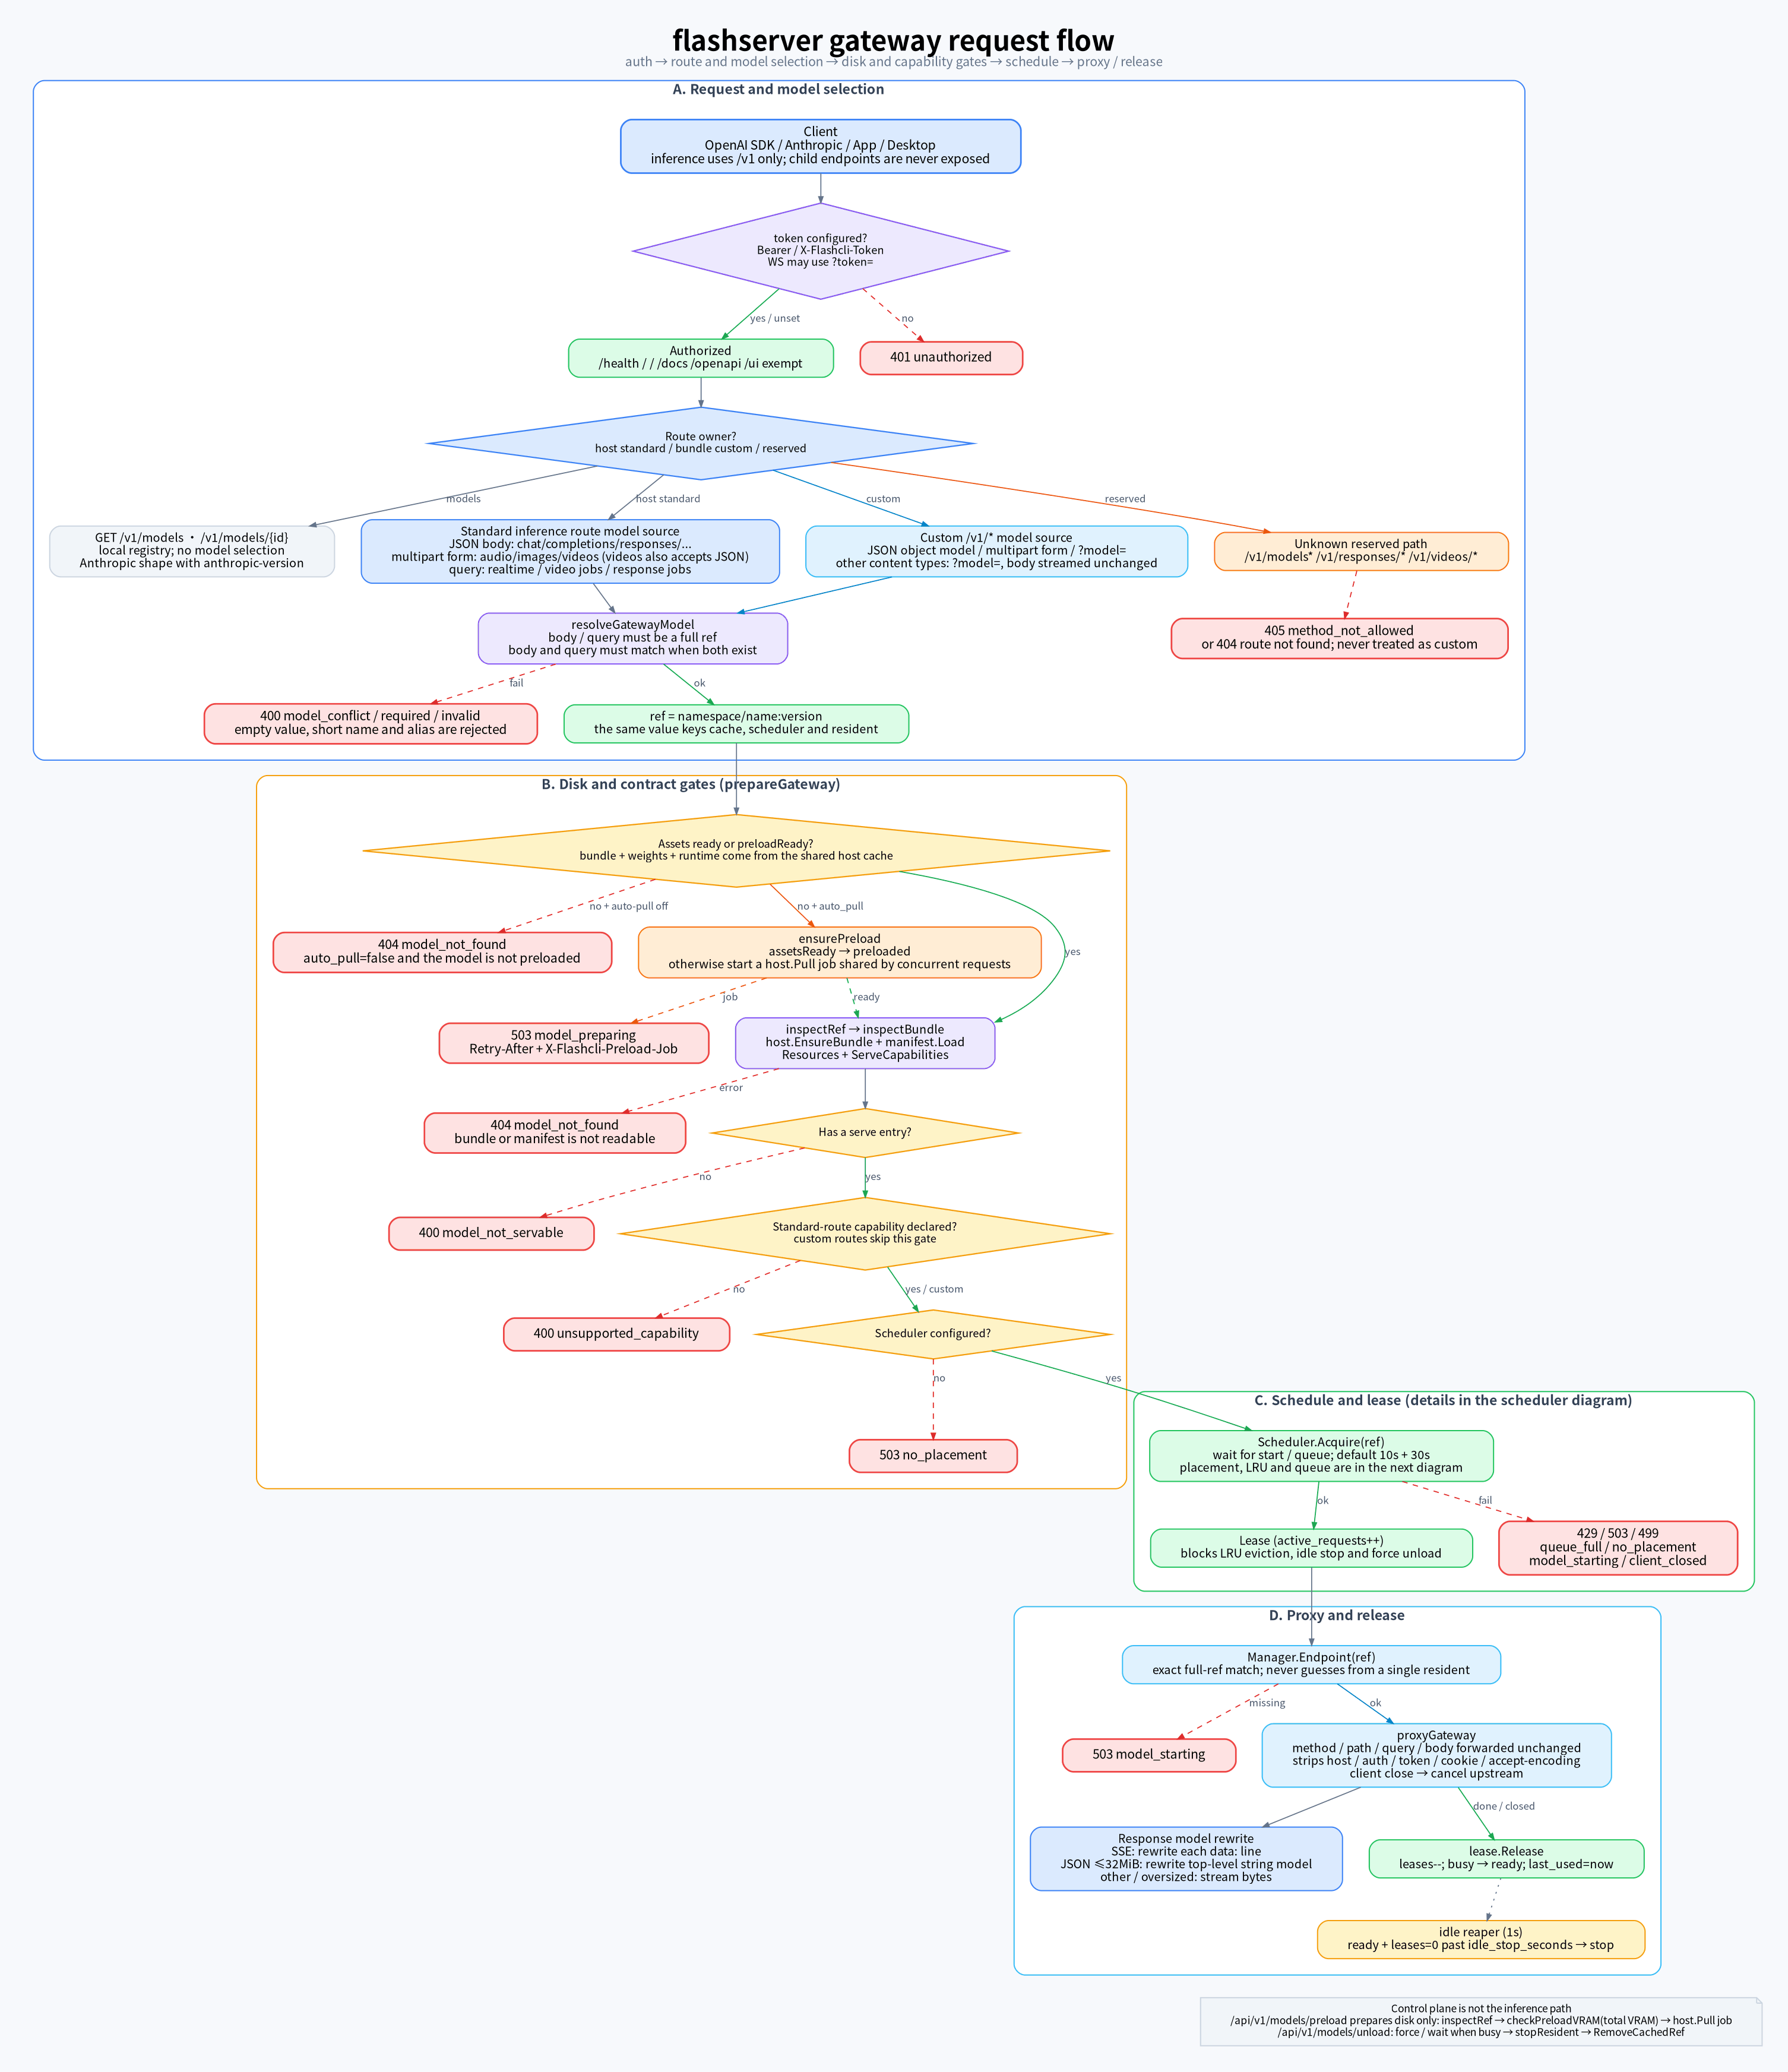 flashserver gateway request flow
auth → route and model selection → disk and capability gates → schedule → proxy / release
A. Request and model selection
Client
OpenAI SDK / Anthropic / App / Desktop
inference uses /v1 only; child endpoints are never exposed
token configured?
Bearer / X-Flashcli-Token
WS may use ?token=
yes / unset
no
Authorized
/health / / /docs /openapi /ui exempt
401 unauthorized
Route owner?
host standard / bundle custom / reserved
models
host standard
custom
reserved
GET /v1/models · /v1/models/{id}
local registry; no model selection
Anthropic shape with anthropic-version
Standard inference route model source
JSON body: chat/completions/responses/...
multipart form: audio/images/videos (videos also accepts JSON)
query: realtime / video jobs / response jobs
Custom /v1/* model source
JSON object model / multipart form / ?model=
other content types: ?model=, body streamed unchanged
Unknown reserved path
/v1/models* /v1/responses/* /v1/videos/*
resolveGatewayModel
body / query must be a full ref
body and query must match when both exist
405 method_not_allowed
or 404 route not found; never treated as custom
fail
ok
400 model_conflict / required / invalid
empty value, short name and alias are rejected
ref = namespace/name:version
the same value keys cache, scheduler and resident
B. Disk and contract gates (prepareGateway)
Assets ready or preloadReady?
bundle + weights + runtime come from the shared host cache
no + auto-pull off
no + auto_pull
yes
404 model_not_found
auto_pull=false and the model is not preloaded
ensurePreload
assetsReady → preloaded
otherwise start a host.Pull job shared by concurrent requests
job
ready
503 model_preparing
Retry-After + X-Flashcli-Preload-Job
inspectRef → inspectBundle
host.EnsureBundle + manifest.Load
Resources + ServeCapabilities
error
404 model_not_found
bundle or manifest is not readable
Has a serve entry?
no
yes
400 model_not_servable
Standard-route capability declared?
custom routes skip this gate
no
yes / custom
400 unsupported_capability
Scheduler configured?
no
yes
503 no_placement
C. Schedule and lease (details in the scheduler diagram)
Scheduler.Acquire(ref)
wait for start / queue; default 10s + 30s
placement, LRU and queue are in the next diagram
ok
fail
Lease (active_requests++)
blocks LRU eviction, idle stop and force unload
429 / 503 / 499
queue_full / no_placement
model_starting / client_closed
D. Proxy and release
Manager.Endpoint(ref)
exact full-ref match; never guesses from a single resident
missing
ok
503 model_starting
proxyGateway
method / path / query / body forwarded unchanged
strips host / auth / token / cookie / accept-encoding
client close → cancel upstream
done / closed
Response model rewrite
SSE: rewrite each data: line
JSON ≤32MiB: rewrite top-level string model
other / oversized: stream bytes
lease.Release
leases--; busy → ready; last_used=now
idle reaper (1s)
ready + leases=0 past idle_stop_seconds → stop
Control plane is not the inference path
/api/v1/models/preload prepares disk only: inspectRef → checkPreloadVRAM(total VRAM) → host.Pull job
/api/v1/models/unload: force / wait when busy → stopResident → RemoveCachedRef